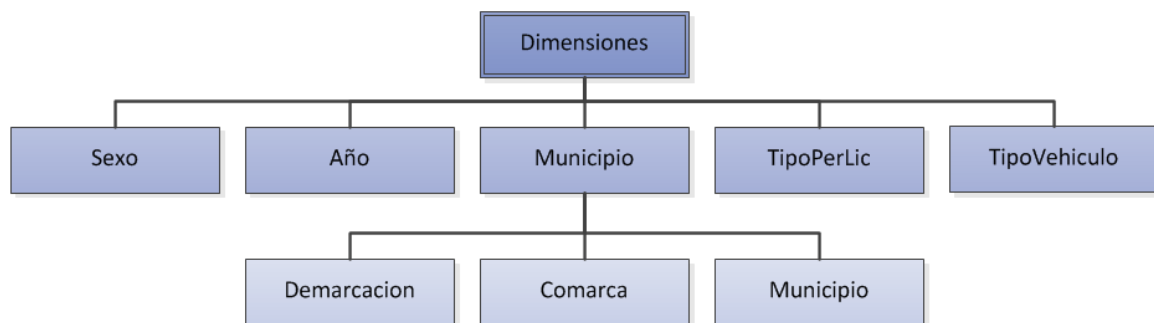 Dimensiones
Sexo
Año
Municipio
TipoPerLic
TipoVehiculo
Demarcacion
Comarca
Municipio